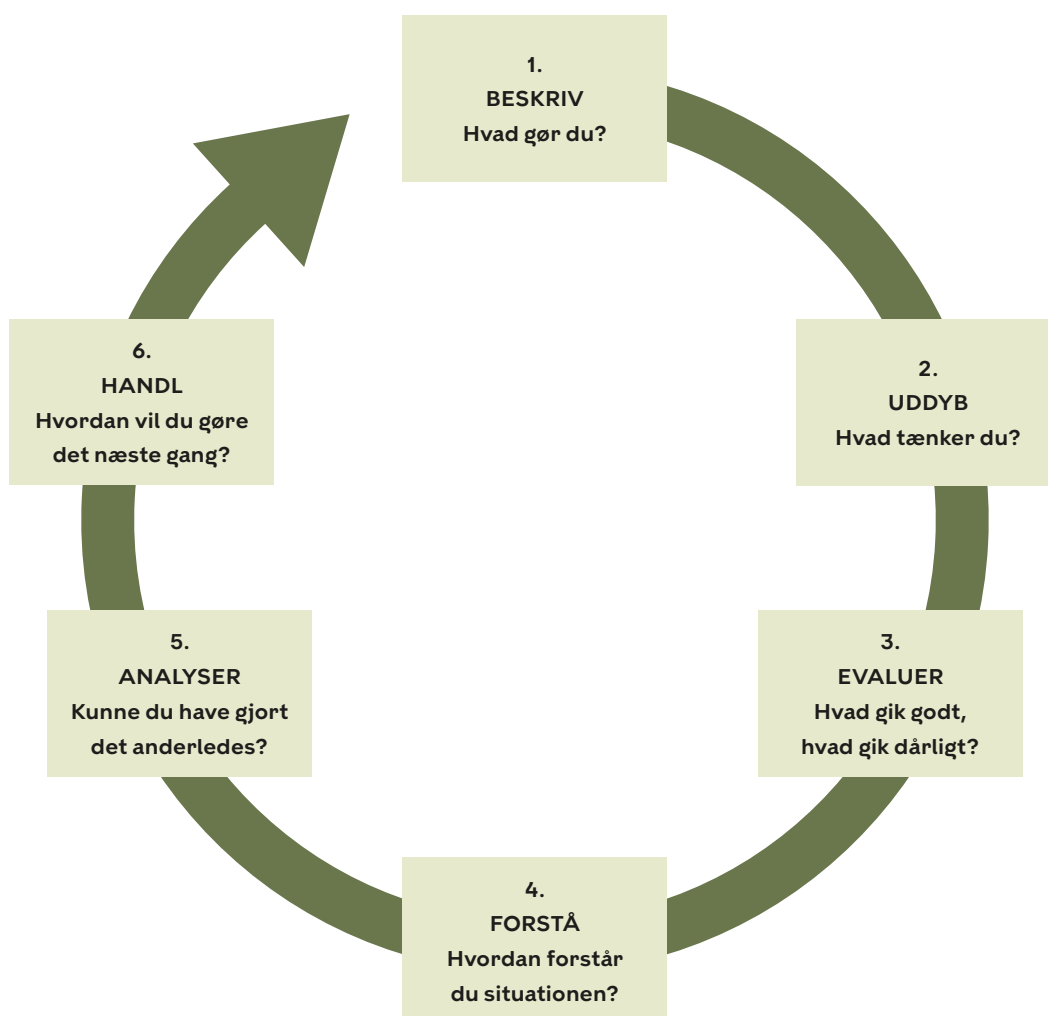 1.
BESKRIV
Hvad gør du?
2.
UDDYB
Hvad tænker du?
3.
EVALUER
Hvad gik godt,
hvad gik dårligt?
4.
FORSTÅ
Hvordan forstår
du situationen?
5.
ANALYSER
Kunne du have gjort
det anderledes?
6.
HANDL
Hvordan vil du gøre
det næste gang?